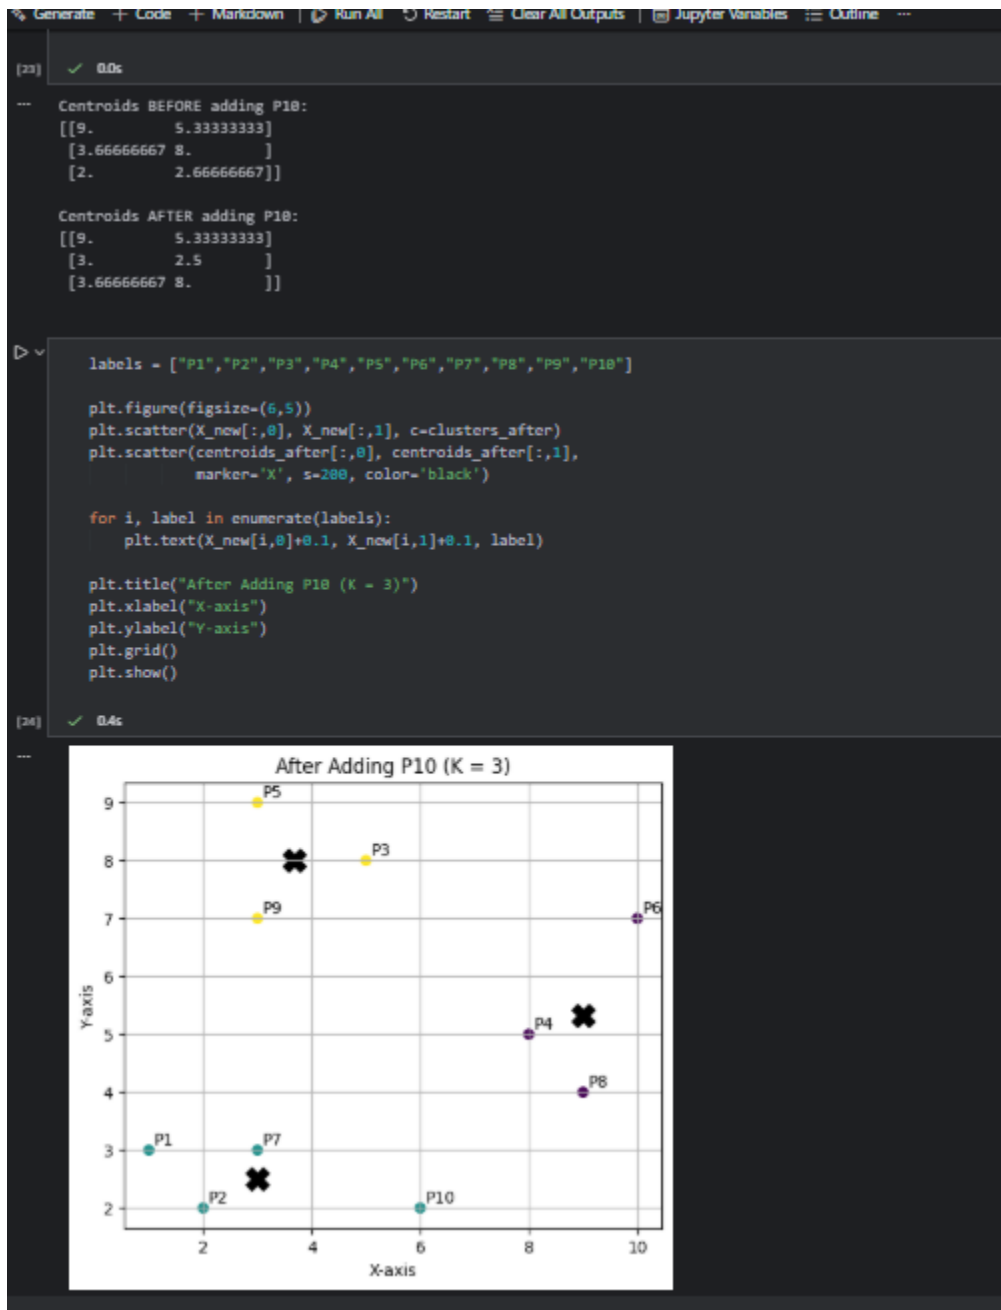 Generate + Code + Markdown | Run All Restart Clear All Outputs | Jupyter Variables Outline ...
[23] ✓ 0.0s
... Centroids BEFORE adding P10:
[[9. 5.33333333]
[3.66666667 8. ]
[2. 2.66666667]]
Centroids AFTER adding P10:
[[9. 5.33333333]
[3. 2.5 ]
[3.66666667 8. ]]
labels = ["P1","P2","P3","P4","P5","P6","P7","P8","P9","P10"]
plt.figure(figsize=(6,5))
plt.scatter(X_new[:,0], X_new[:,1], c=clusters_after)
plt.scatter(centroids_after[:,0], centroids_after[:,1],
marker='X', s=200, color='black')
for i, label in enumerate(labels):
plt.text(X_new[i,0]+0.1, X_new[i,1]+0.1, label)
plt.title("After Adding P10 (K = 3)")
plt.xlabel("X-axis")
plt.ylabel("Y-axis")
plt.grid()
plt.show()
[24] ✓ 0.4s
...
After Adding P10 (K = 3)
P5
9
P3
8
P9
P6
7
6
Y-axis
P4
5
P8
4
P1
P7
3
P2
P10
2
2 4 6 8 10
X-axis